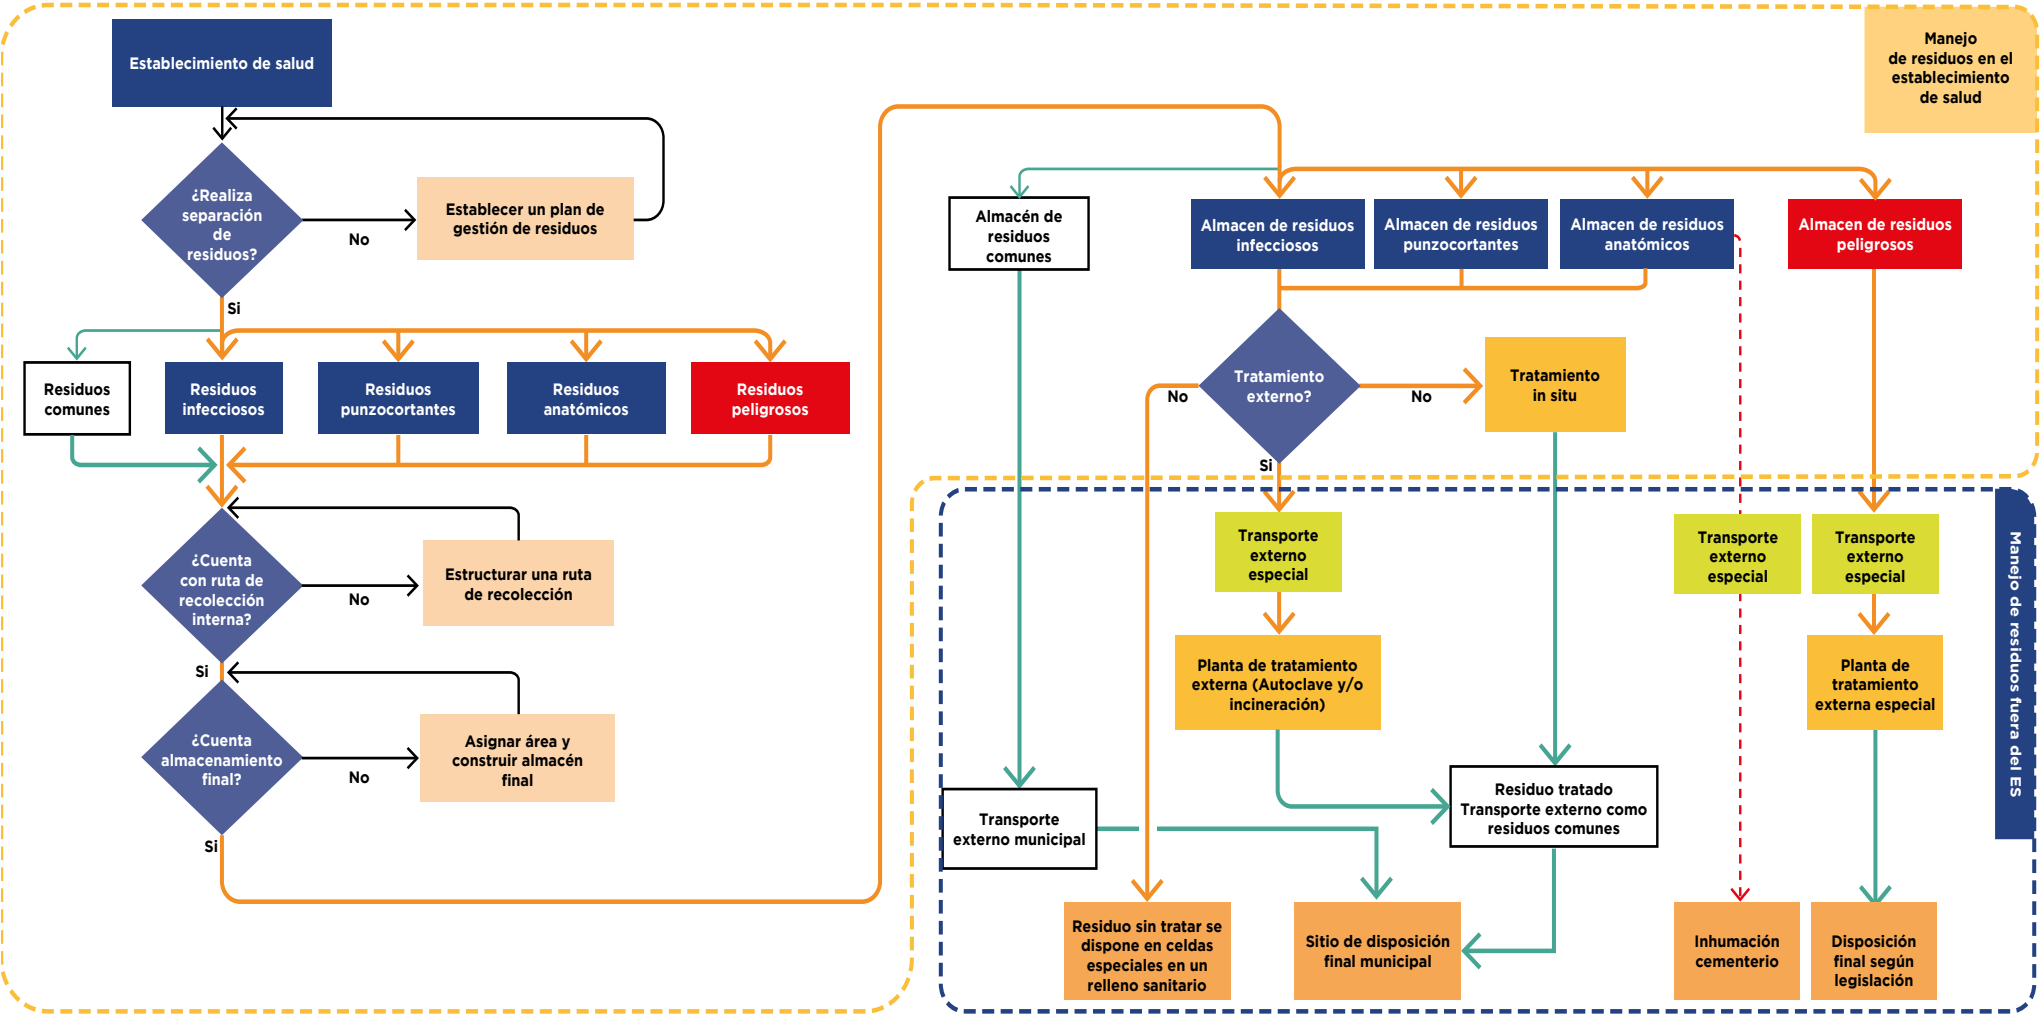 Manejo
de residuos en el
establecimiento
de salud
Establecimiento de salud
¿Realiza
separación
de
residuos?
No
Establecer un plan de
gestión de residuos
Si
Residuos
comunes
Residuos
infecciosos
Residuos
punzocortantes
Residuos
anatómicos
Residuos
peligrosos
¿Cuenta
con ruta de
recolección
interna?
No
Estructurar una ruta
de recolección
Si
¿Cuenta
almacenamiento
final?
No
Asignar área y
construir almacén
final
Si
Almacén de
residuos
comunes
Almacen de residuos
infecciosos
Almacen de residuos
punzocortantes
Almacen de residuos
anatómicos
Almacen de residuos
peligrosos
Tratamiento
externo?
No
No
Tratamiento
in situ
Si
Transporte
externo
especial
Transporte
externo
especial
Transporte
externo
especial
Planta de tratamiento
externa (Autoclave y/o
incineración)
Planta de
tratamiento
externa especial
Transporte
externo municipal
Residuo tratado
Transporte externo como
residuos comunes
Residuo sin tratar se
dispone en celdas
especiales en un
relleno sanitario
Sitio de disposición
final municipal
Inhumación
cementerio
Disposición
final según
legislación
Manejo de residuos fuera del ES